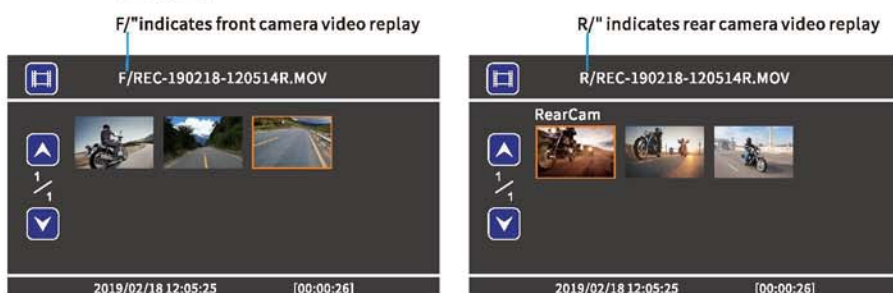 F/"indicates front camera video replay
F/REC-190218-120514R.MOV
1/1
2019/02/18 12:05:25 [00:00:26]
R/" indicates rear camera video replay
R/REC-190218-120514R.MOV
RearCam
1/1
2019/02/18 12:05:25 [00:00:26]